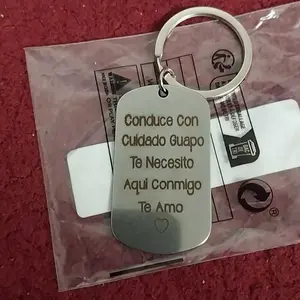 Conduce Con
Cuidado Guapo
Te Necesito
Aqui Conmigo
Te Amo